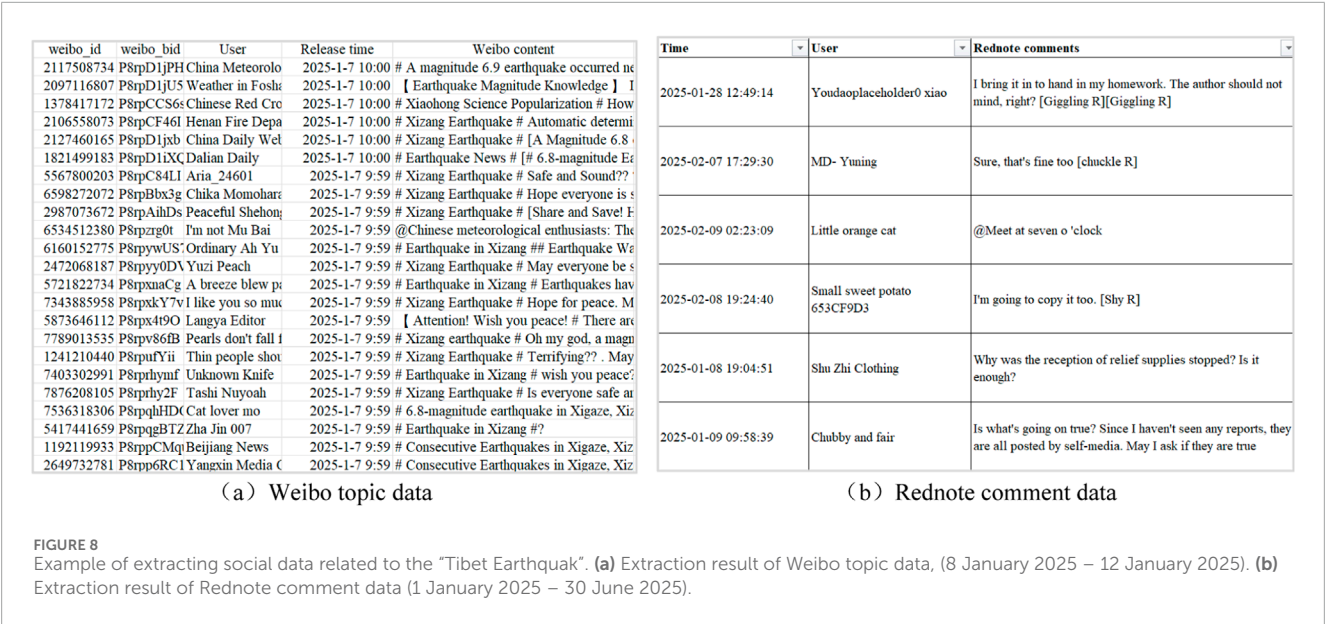 weibo_id weibo_bid User Release time Weibo content
2117508734 P8rpD1jPH China Meteorolo 2025-1-7 10:00 # A magnitude 6.9 earthquake occurred ne
2097116807 P8rpD1jU5 Weather in Fosha 2025-1-7 10:00 【 Earthquake Magnitude Knowledge 】
1378417172 P8rpCCS6s Chinese Red Cro 2025-1-7 10:00 # Xiaohong Science Popularization # How
2106558073 P8rpCF46I Henan Fire Depa 2025-1-7 10:00 # Xizang Earthquake # Automatic determi
2127460165 P8rpD1jxb China Daily Wel 2025-1-7 10:00 # Xizang Earthquake # [A Magnitude 6.8
1821499183 P8rpD1iXQ Dalian Daily 2025-1-7 10:00 # Earthquake News # [# 6.8-magnitude Ea
5567800203 P8rpC84LI Aria_24601 2025-1-7 9:59 # Xizang Earthquake # Safe and Sound??
6598272072 P8rpBbx3g Chika Momohara 2025-1-7 9:59 # Xizang Earthquake # Hope everyone is s
2987073672 P8rpAihDs Peaceful Shehong 2025-1-7 9:59 # Xizang Earthquake # [Share and Save! H
6534512380 P8rpzrg0t I'm not Mu Bai 2025-1-7 9:59 @Chinese meteorological enthusiasts: The
6160152775 P8rpywUS Ordinary Ah Yu 2025-1-7 9:59 # Earthquake in Xizang ## Earthquake Wa
2472068187 P8rpyy0D Yuzi Peach 2025-1-7 9:59 # Xizang Earthquake # May everyone be s
5721822734 P8rpxnaCg A breeze blew pa 2025-1-7 9:59 # Earthquake in Xizang # Earthquakes hav
7343885958 P8rpxkY7v I like you so muc 2025-1-7 9:59 # Xizang Earthquake # Hope for peace. M
5873646112 P8rpx4t9O Langya Editor 2025-1-7 9:59 【 Attention! Wish you peace! # There are
7789013535 P8rpv86fB Pearls don't fall f 2025-1-7 9:59 # Xizang earthquake # Oh my god, a magn
1241210440 P8rpufYii Thin people shou 2025-1-7 9:59 # Xizang Earthquake # Terrifying?? . May
7403302991 P8rprhymf Unknown Knife 2025-1-7 9:59 # Earthquake in Xizang # wish you peace?
7876208105 P8rprhy2F Tashi Nuyoah 2025-1-7 9:59 # Xizang Earthquake # Is everyone safe ar
7536318306 P8rpqhHD Cat lover mo 2025-1-7 9:59 # 6.8-magnitude earthquake in Xigaze, Xiz
5417441659 P8rpqgBTZ Zha Jin 007 2025-1-7 9:59 # Earthquake in Xizang #?
1192119933 P8rppCMq Beijiang News 2025-1-7 9:59 # Consecutive Earthquakes in Xigaze, Xiz
2649732781 P8rpp6RC1 Yangxin Media C 2025-1-7 9:59 # Consecutive Earthquakes in Xigaze, Xiz
(a) Weibo topic data
Time User Rednote comments
I bring it in to hand in my homework. The author should not
2025-01-28 12:49:14 Youdaoplaceholder0 xiao
mind, right? [Giggling R][Giggling R]
2025-02-07 17:29:30 MD- Yuning Sure, that's fine too [chuckle R]
2025-02-09 02:23:09 Little orange cat @Meet at seven o 'clock
Small sweet potato
2025-02-08 19:24:40 I'm going to copy it too. [Shy R]
653CF9D3
Why was the reception of relief supplies stopped? Is it
2025-01-08 19:04:51 Shu Zhi Clothing
enough?
Is what's going on true? Since I haven't seen any reports, they
2025-01-09 09:58:39 Chubby and fair
are all posted by self-media. May I ask if they are true
(b) Rednote comment data
FIGURE 8
Example of extracting social data related to the “Tibet Earthquak”. (a) Extraction result of Weibo topic data, (8 January 2025 – 12 January 2025). (b)
Extraction result of Rednote comment data (1 January 2025 – 30 June 2025).